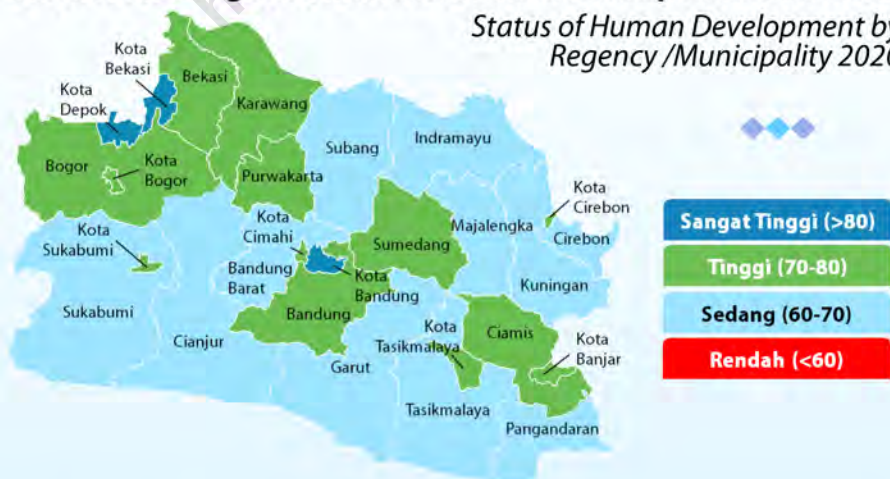 Status of Human Development by
Regency /Municipality 2020
Kota
Bekasi
Bekasi
Kota
Depok
Karawang
Subang
Indramayu
Bogor
Kota
Bogor
Purwakarta
Kota
Cirebon
Kota
Sukabumi
Kota
Cimahi
Sumedang
Majalengka
Cirebon
Bandung
Barat
Kota
Bandung
Kuningan
Sukabumi
Bandung
Cianjur
Kota
Tasikmalaya
Ciamis
Kota
Banjar
Garut
Tasikmalaya
Pangandaran
Sangat Tinggi (>80)
Tinggi (70-80)
Sedang (60-70)
Rendah (<60)